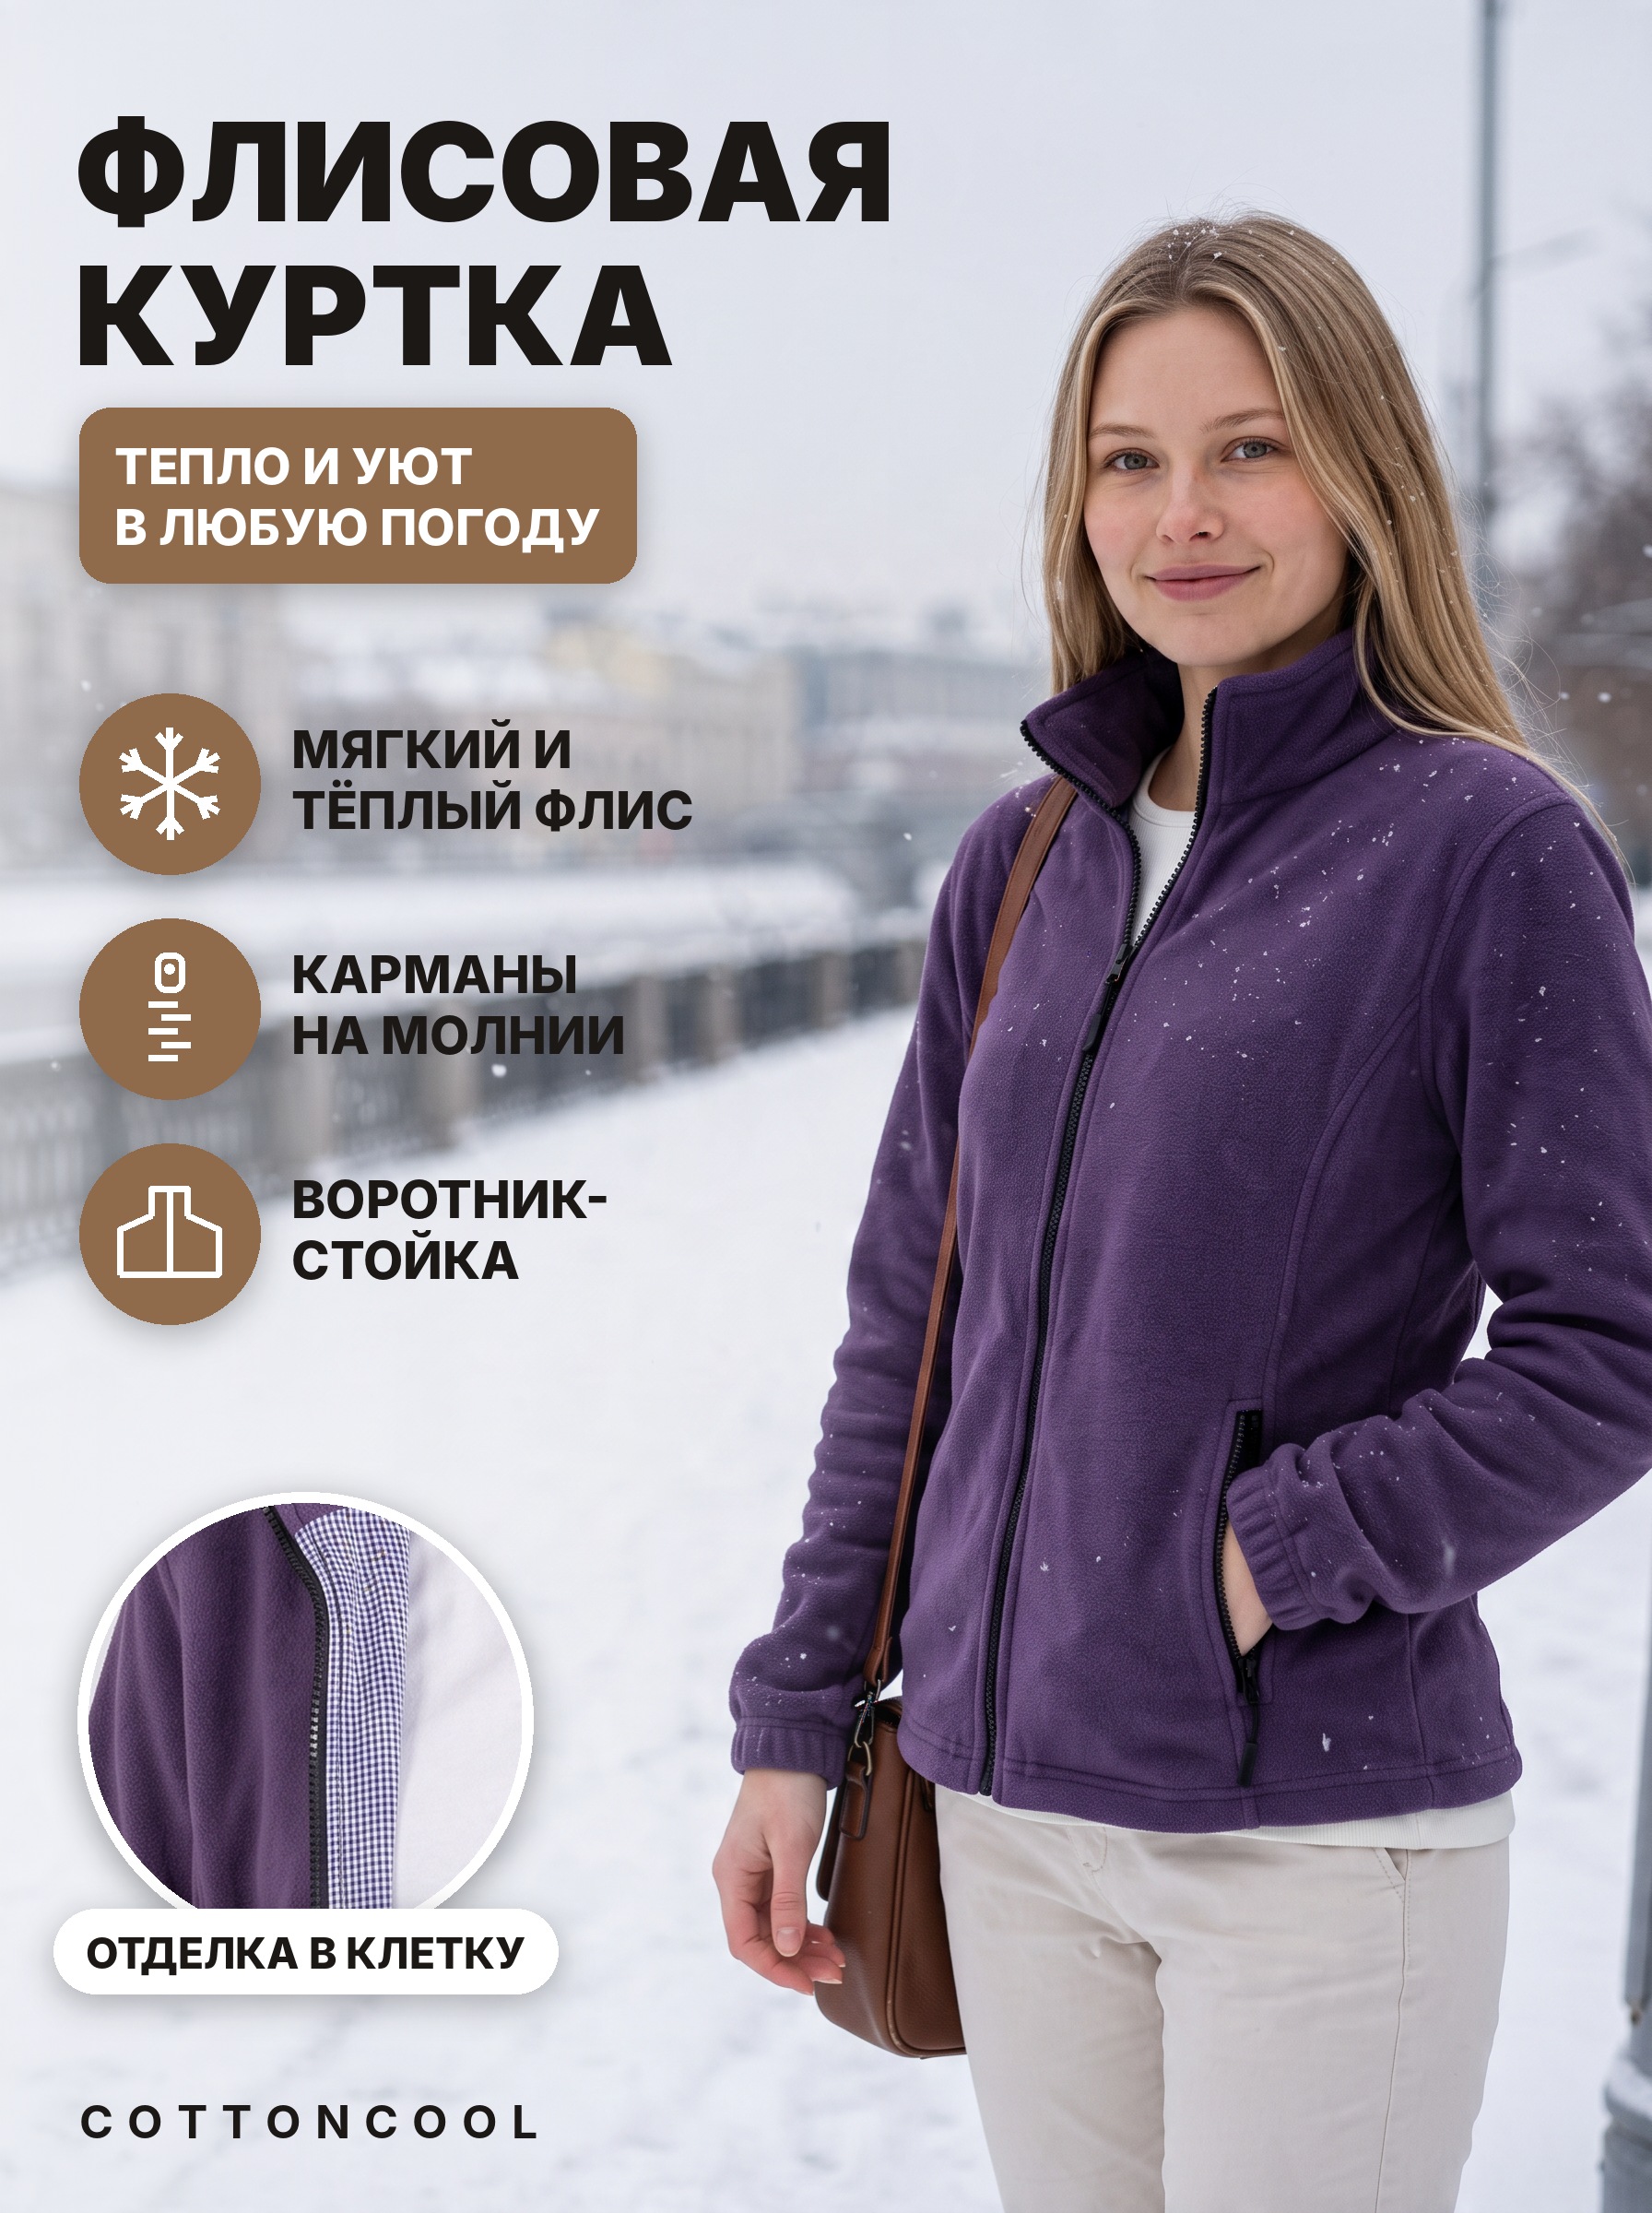 ФЛИСОВАЯ
КУРТКА
ТЕПЛО И УЮТ
В ЛЮБУЮ ПОГОДУ
МЯГКИЙ И
ТЁПЛЫЙ ФЛИС
КАРМАНЫ
НА МОЛНИИ
ВОРОТНИК-
СТОЙКА
ОТДЕЛКА В КЛЕТКУ
COTTONCOOL